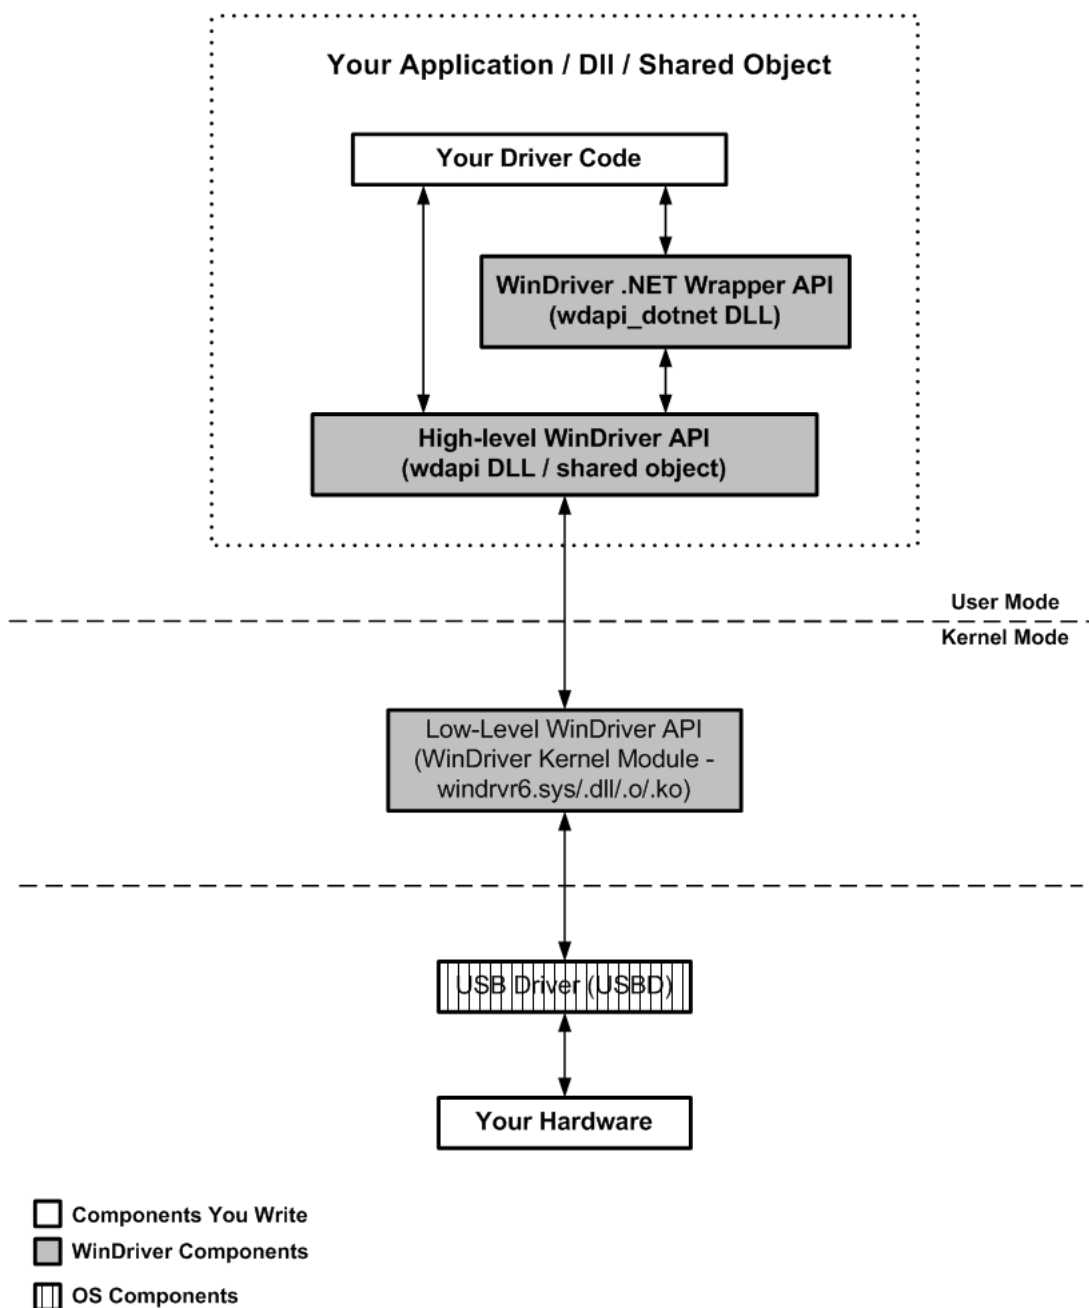 Your Application / Dll / Shared Object
Your Driver Code
WinDriver .NET Wrapper API
(wdapi_dotnet DLL)
High-level WinDriver API
(wdapi DLL / shared object)
User Mode
Kernel Mode
Low-Level WinDriver API
(WinDriver Kernel Module -
windrvr6.sys/.dll/.o/.ko)
USB Driver (USBD)
Your Hardware
Components You Write
WinDriver Components
OS Components